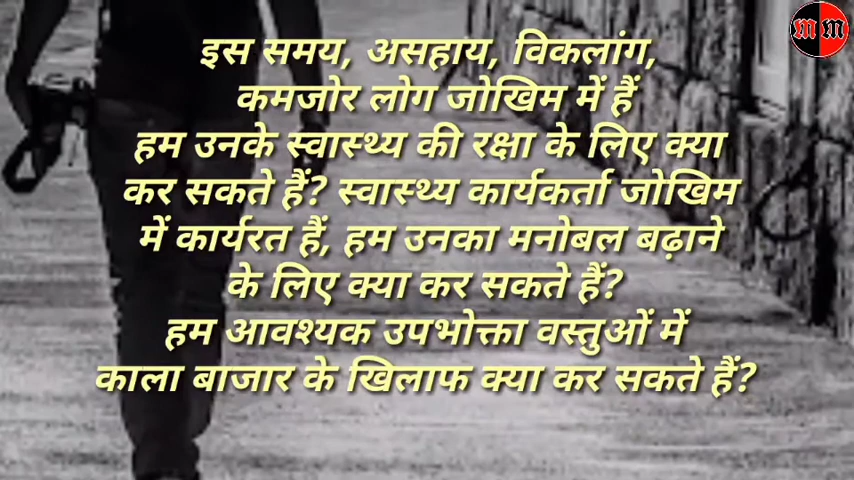 MM
इस समय, असहाय, विकलांग,
कमजोर लोग जोखिम में हैं
हम उनके स्वास्थ्य की रक्षा के लिए क्या
कर सकते हैं? स्वास्थ्य कार्यकर्ता जोखिम
में कार्यरत हैं, हम उनका मनोबल बढ़ाने
के लिए क्या कर सकते हैं?
हम आवश्यक उपभोक्ता वस्तुओं में
काला बाजार के खिलाफ क्या कर सकते हैं?